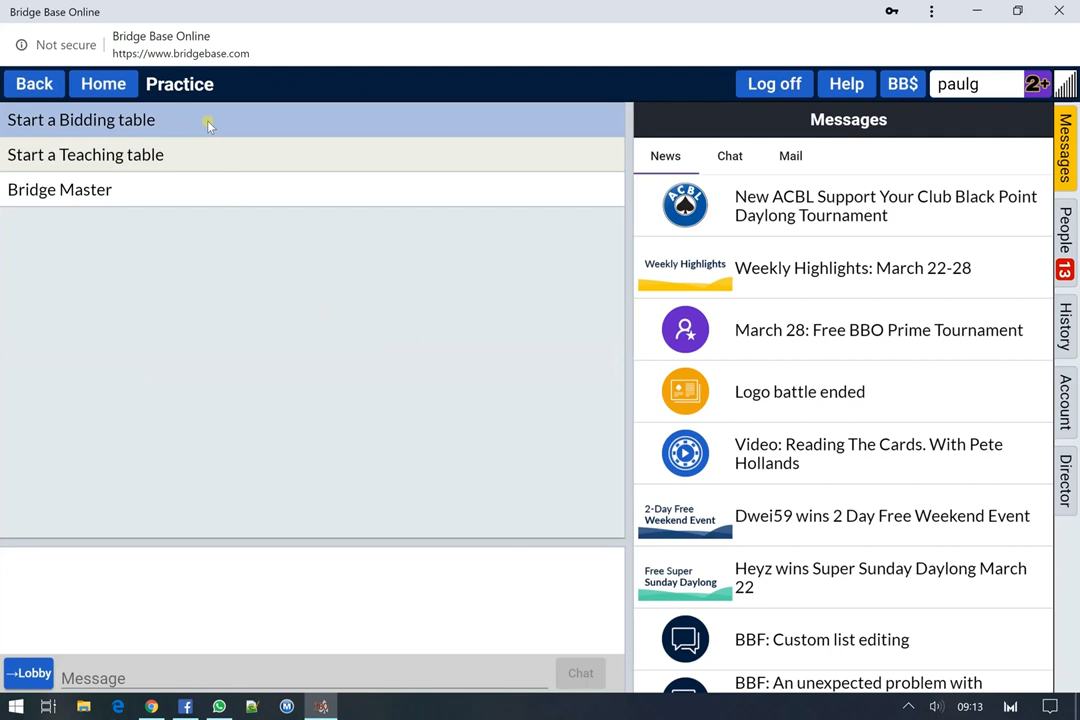 Bridge Base Online
Not secure
Bridge Base Online
https://www.bridgebase.com
Back
Home
Practice
Log off
Help
BB$
paulg
2+
Start a Bidding table
Start a Teaching table
Bridge Master
Messages
News
Chat
Mail
ACBL
New ACBL Support Your Club Black Point
Daylong Tournament
Weekly Highlights
Weekly Highlights: March 22-28
March 28: Free BBO Prime Tournament
Logo battle ended
Video: Reading The Cards. With Pete
Hollands
2-Day Free
Weekend Event
Dwei59 wins 2 Day Free Weekend Event
Free Super
Sunday Daylong
Heyz wins Super Sunday Daylong March
22
BBF: Custom list editing
BBF: An unexpected problem with
Messages
People
13
History
Account
Director
→Lobby
Message
Chat
09:13